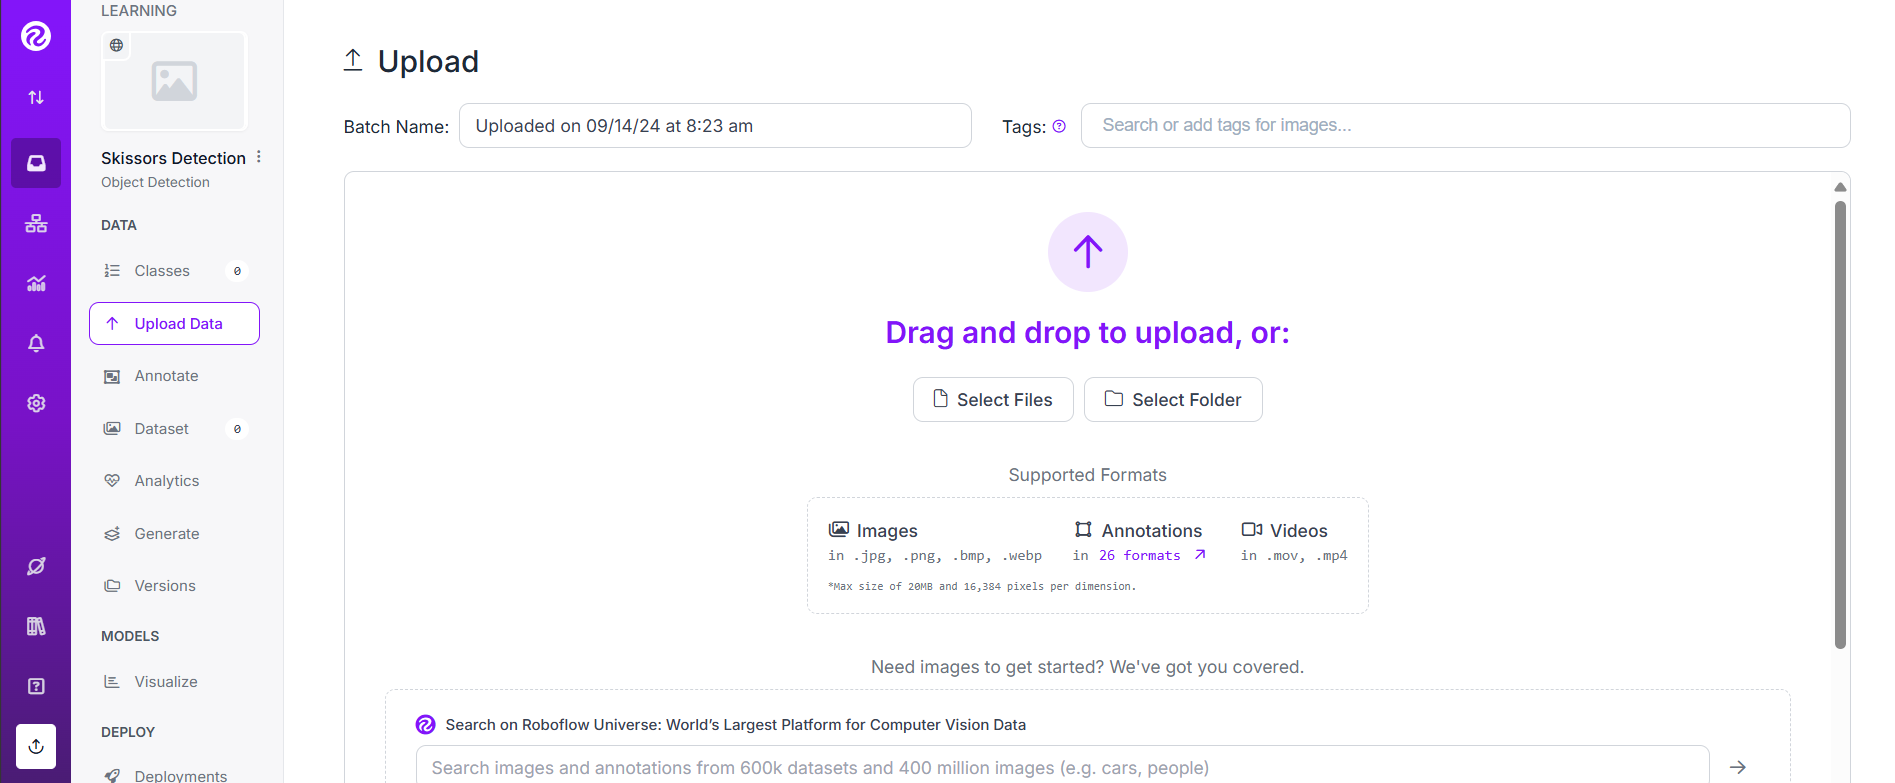 LEARNING
Skissors Detection
Object Detection
DATA
Classes 0
Upload Data
Annotate
Dataset 0
Analytics
Generate
Versions
MODELS
Visualize
DEPLOY
Deployments
Upload
Batch Name: Uploaded on 09/14/24 at 8:23 am Tags: Search or add tags for images...
Drag and drop to upload, or:
Select Files Select Folder
Supported Formats
Images Annotations Videos
in .jpg, .png, .bmp, .webp in 26 formats in .mov, .mp4
*Max size of 20MB and 16,384 pixels per dimension.
Need images to get started? We've got you covered.
Search on Roboflow Universe: World's Largest Platform for Computer Vision Data
Search images and annotations from 600k datasets and 400 million images (e.g. cars, people)